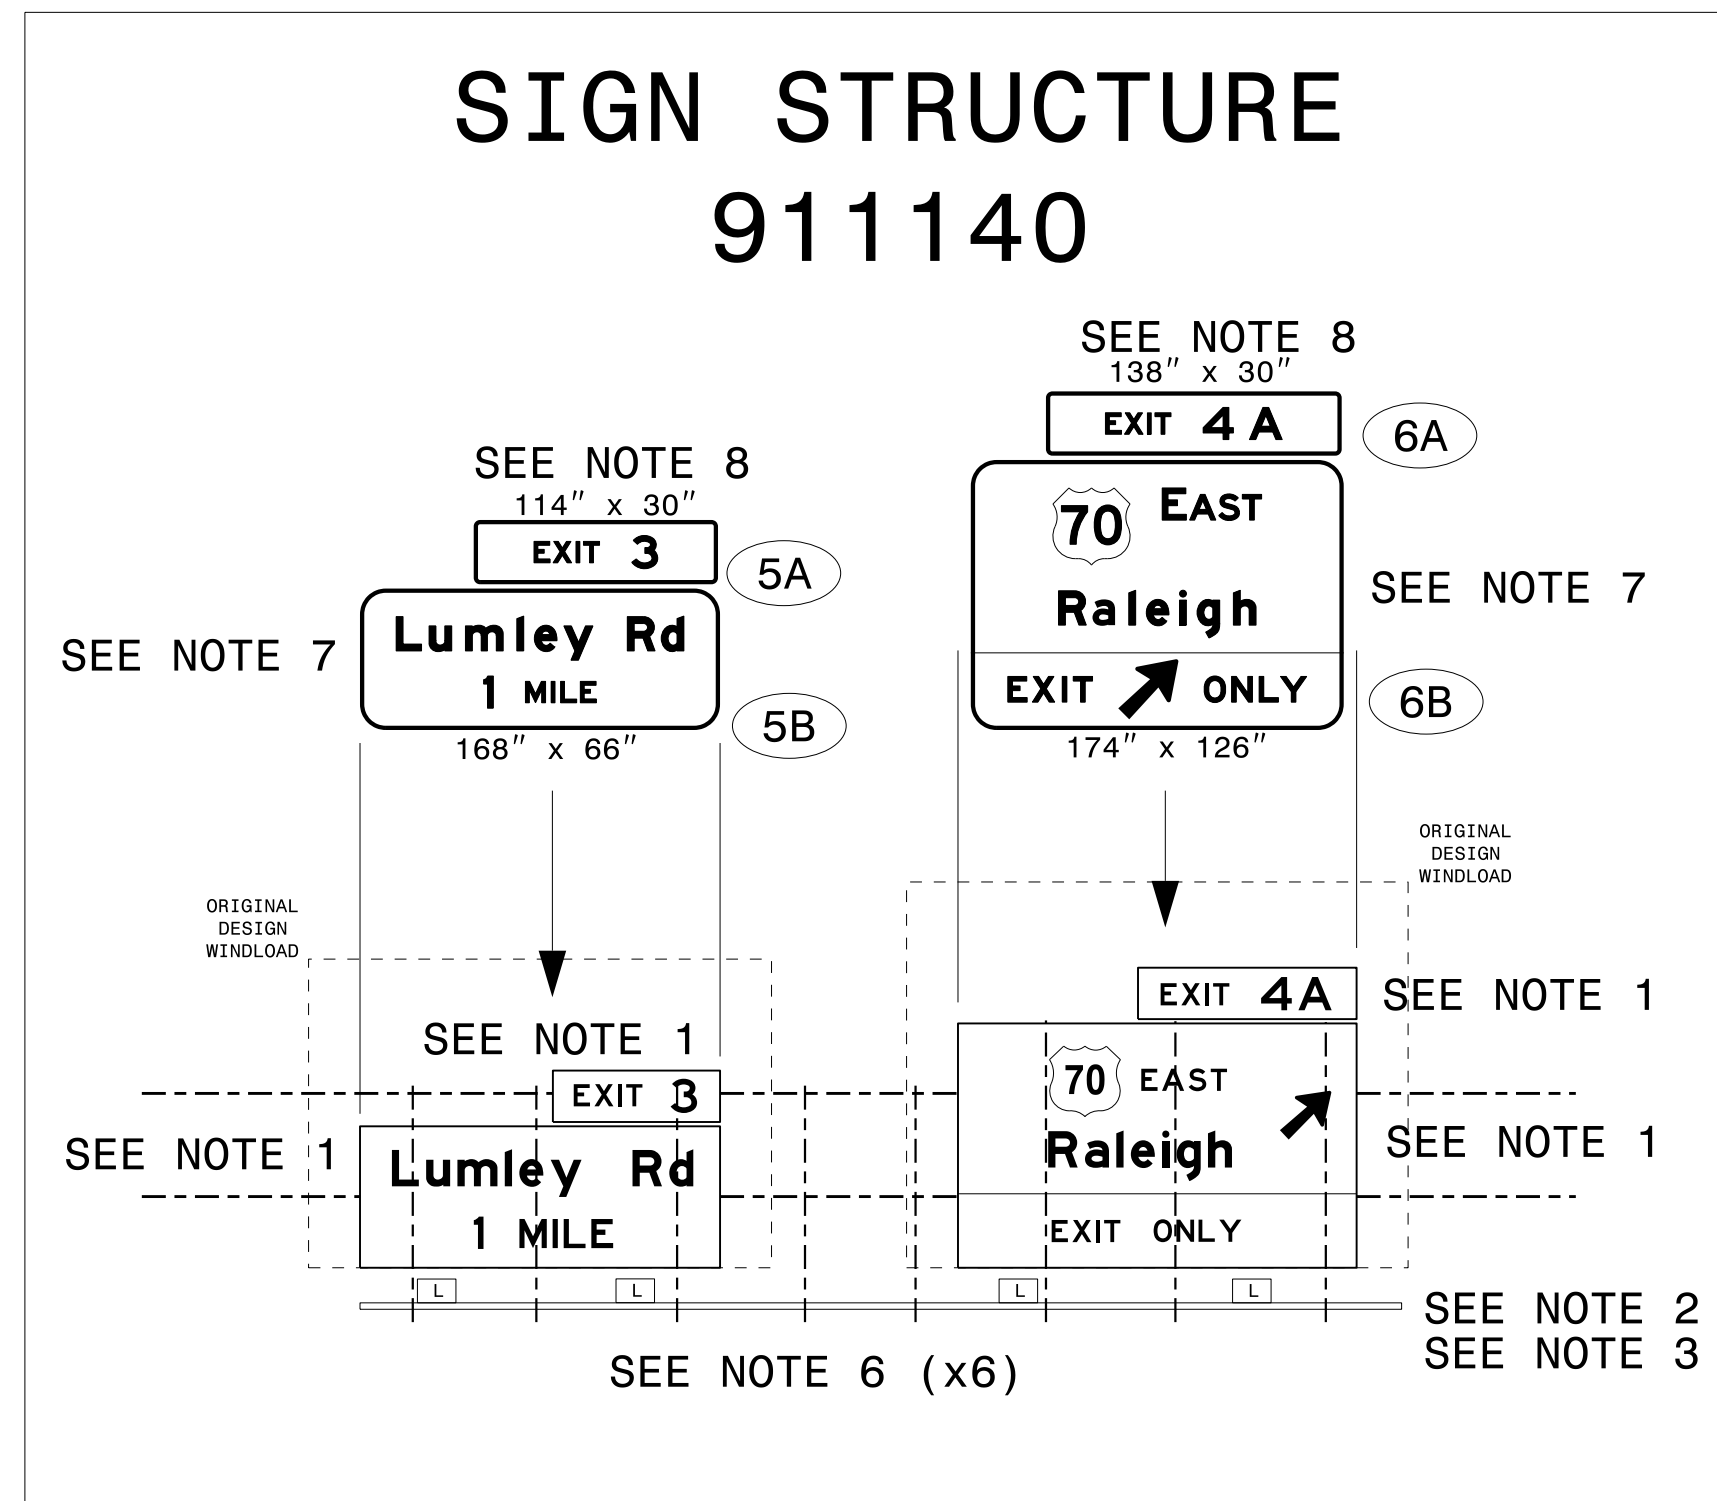 SIGN STRUCTURE
911140
SEE NOTE 8
138" x 30"
EXIT 4A
6A
SEE NOTE 8
114" x 30"
EXIT 3
5A
70 EAST
Raleigh
SEE NOTE 7
EXIT ONLY
6B
174" x 126"
SEE NOTE 7
Lumley Rd
1 MILE
5B
168" x 66"
ORIGINAL
DESIGN
WINDLOAD
ORIGINAL
DESIGN
WINDLOAD
SEE NOTE 1
EXIT 3
SEE NOTE 1
Lumley Rd
1 MILE
EXIT 4A
SEE NOTE 1
70 EAST
Raleigh
SEE NOTE 1
EXIT ONLY
L
L
L
L
SEE NOTE 2
SEE NOTE 3
SEE NOTE 6 (x6)